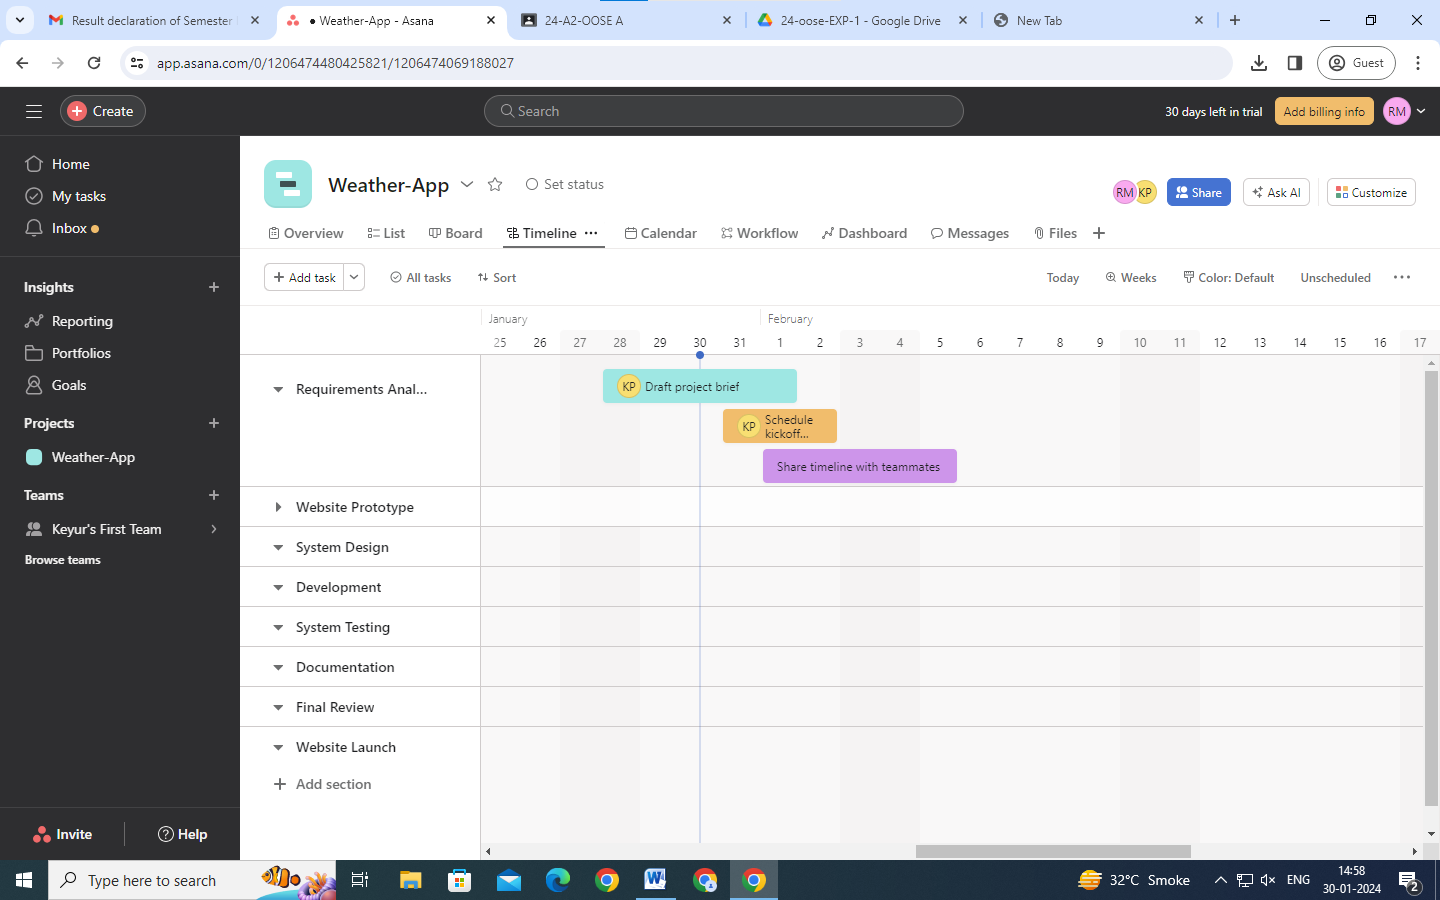 Result declaration of Semester
● Weather-App - Asana
24-A2-OOSE A
24-oose-EXP-1 - Google Drive
New Tab
app.asana.com/0/1206474480425821/1206474069188027
Guest
Create
Search
30 days left in trial
Add billing info
RM
Home
My tasks
Inbox
Insights
Reporting
Portfolios
Goals
Projects
Weather-App
Teams
Keyur's First Team
Browse teams
Invite
Help
Weather-App
Set status
RM KP
Share
Ask AI
Customize
Overview
List
Board
Timeline
Calendar
Workflow
Dashboard
Messages
Files
Add task
All tasks
Sort
Today
Weeks
Color: Default
Unscheduled
January
February
25 26 27 28 29 30 31 1 2 3 4 5 6 7 8 9 10 11 12 13 14 15 16 17
Requirements Anal...
KP Draft project brief
KP Schedule
kickoff...
Share timeline with teammates
Website Prototype
System Design
Development
System Testing
Documentation
Final Review
Website Launch
Add section
Type here to search
32°C Smoke
ENG
14:58
30-01-2024
2